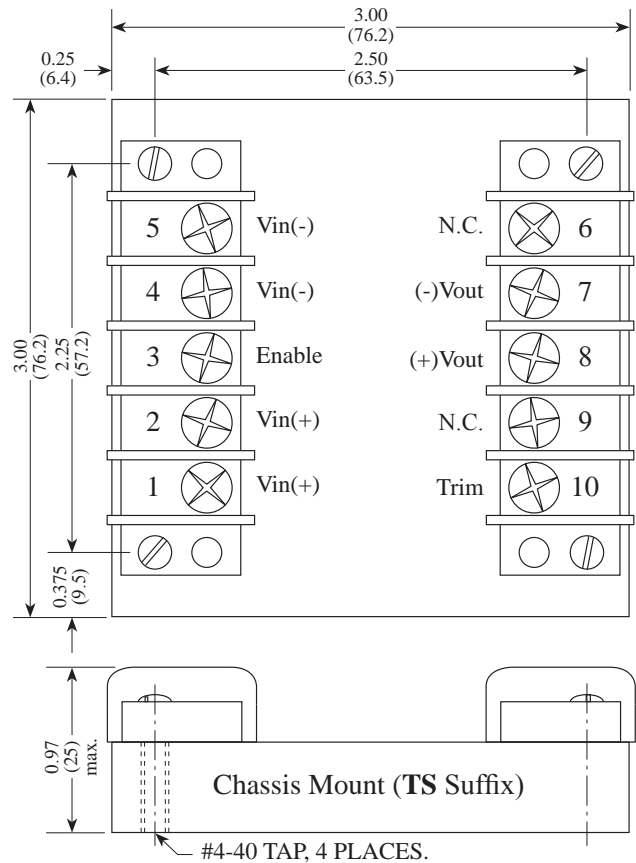 3.00
(76.2)
0.25
(6.4)
2.50
(63.5)
5 Vin(-) N.C. 6
4 Vin(-) (-)Vout 7
3 Enable (+)Vout 8
2 Vin(+) N.C. 9
1 Vin(+) Trim 10
3.00
(76.2)
2.25
(57.2)
0.375
(9.5)
0.97
(25)
max.
Chassis Mount (TS Suffix)
#4-40 TAP, 4 PLACES.